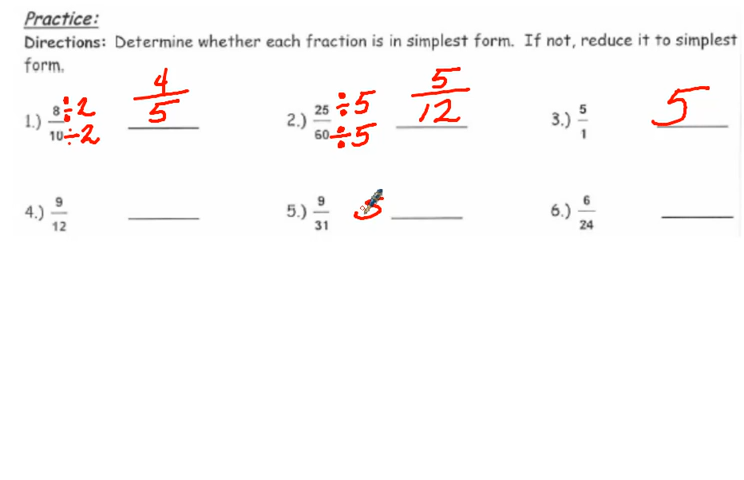 Practice:
Directions: Determine whether each fraction is in simplest form. If not, reduce it to simplest
form.
1.) 8/10 ÷2 ÷2 4/5
2.) 25/60 ÷5 ÷5 5/12
3.) 5/1 5
4.) 9/12
5.) 9/31
6.) 6/24